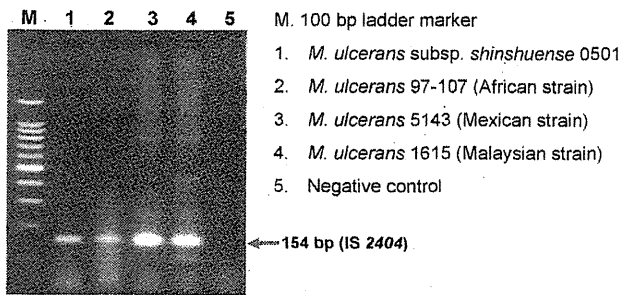 M 1 2 3 4 5
M. 100 bp ladder marker
1. M. ulcerans subsp. shinshuense 0501
2. M. ulcerans 97-107 (African strain)
3. M. ulcerans 5143 (Mexican strain)
4. M. ulcerans 1615 (Malaysian strain)
5. Negative control
154 bp (IS 2404)